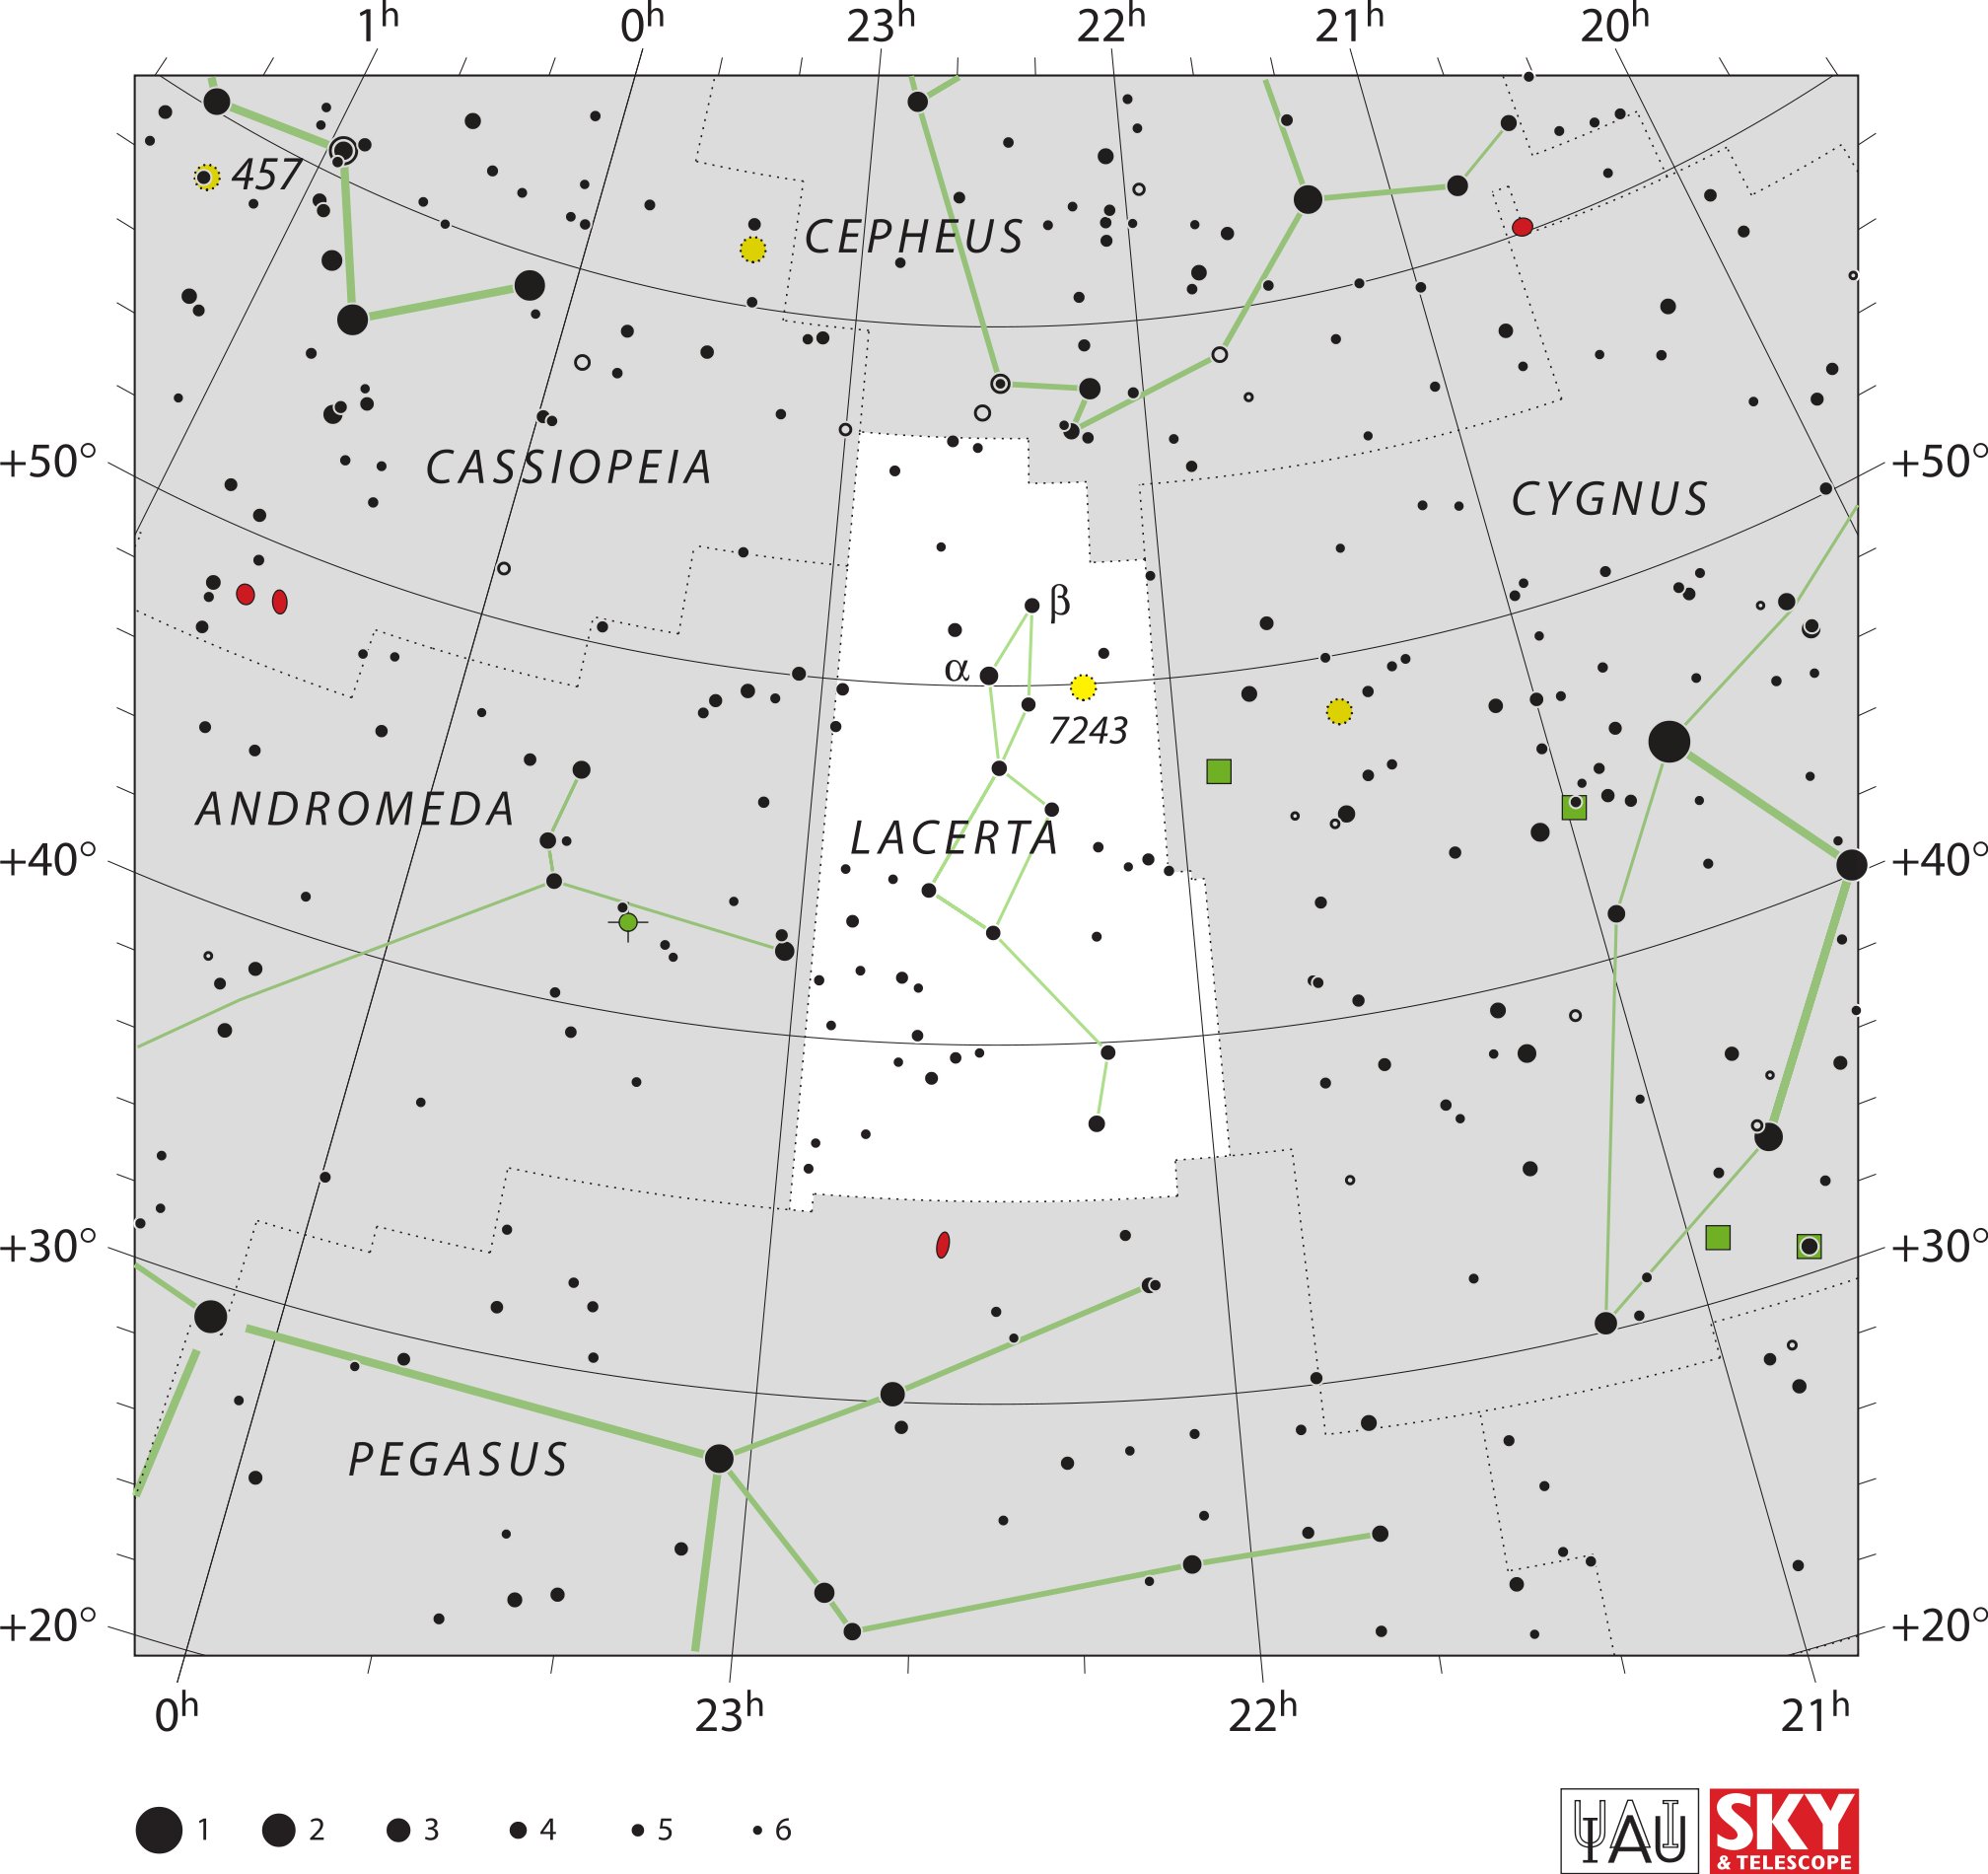 1h 0h 23h 22h 21h 20h
457
CEPHEUS
+50° CASSIOPEIA +50°
CYGNUS
β
α
7243
ANDROMEDA
LACERTA
+40° +40°
+30° +30°
PEGASUS
+20° +20°
0h 23h 22h 21h
1 2 3 4 5 6
IAU
SKY
& TELESCOPE